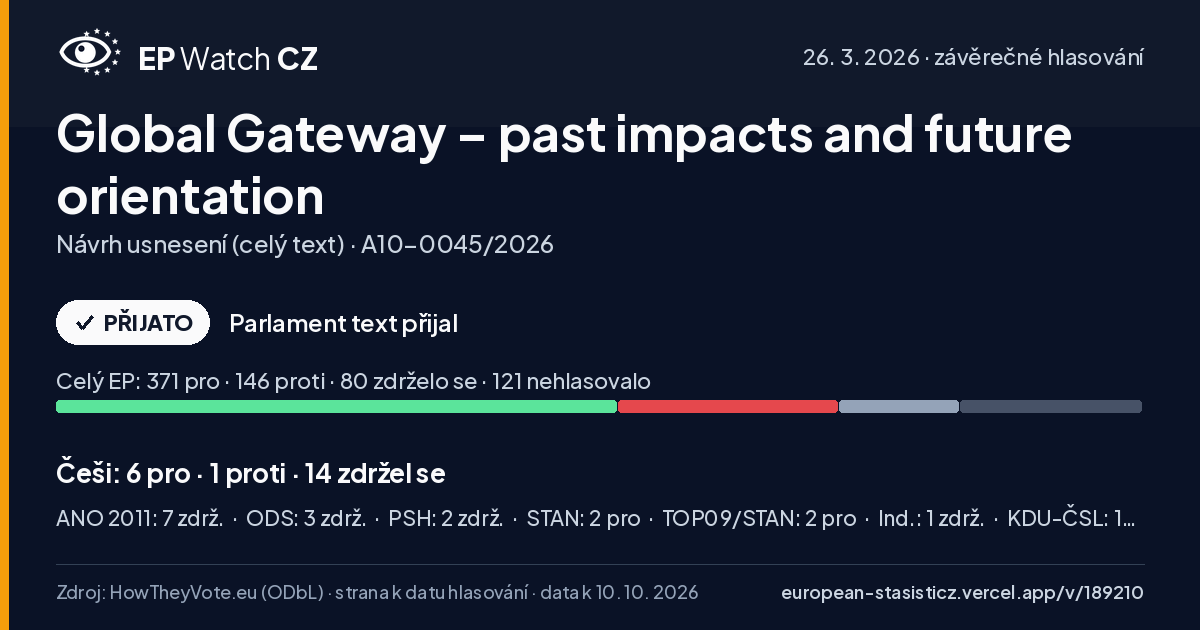 EP Watch CZ
26. 3. 2026 · závěrečné hlasování
Global Gateway – past impacts and future
orientation
Návrh usnesení (celý text) · A10–0045/2026
✓ PŘIJATO
Parlament text přijal
Celý EP: 371 pro · 146 proti · 80 zdrželo se · 121 nehlasovalo
Češi: 6 pro · 1 proti · 14 zdržel se
ANO 2011: 7 zdrž. · ODS: 3 zdrž. · PSH: 2 zdrž. · STAN: 2 pro · TOP09/STAN: 2 pro · Ind.: 1 zdrž. · KDU-ČSL: 1…
Zdroj: HowTheyVote.eu (ODbL) · strana k datu hlasování · data k 10. 10. 2026
european-stasisticz.vercel.app/v/189210